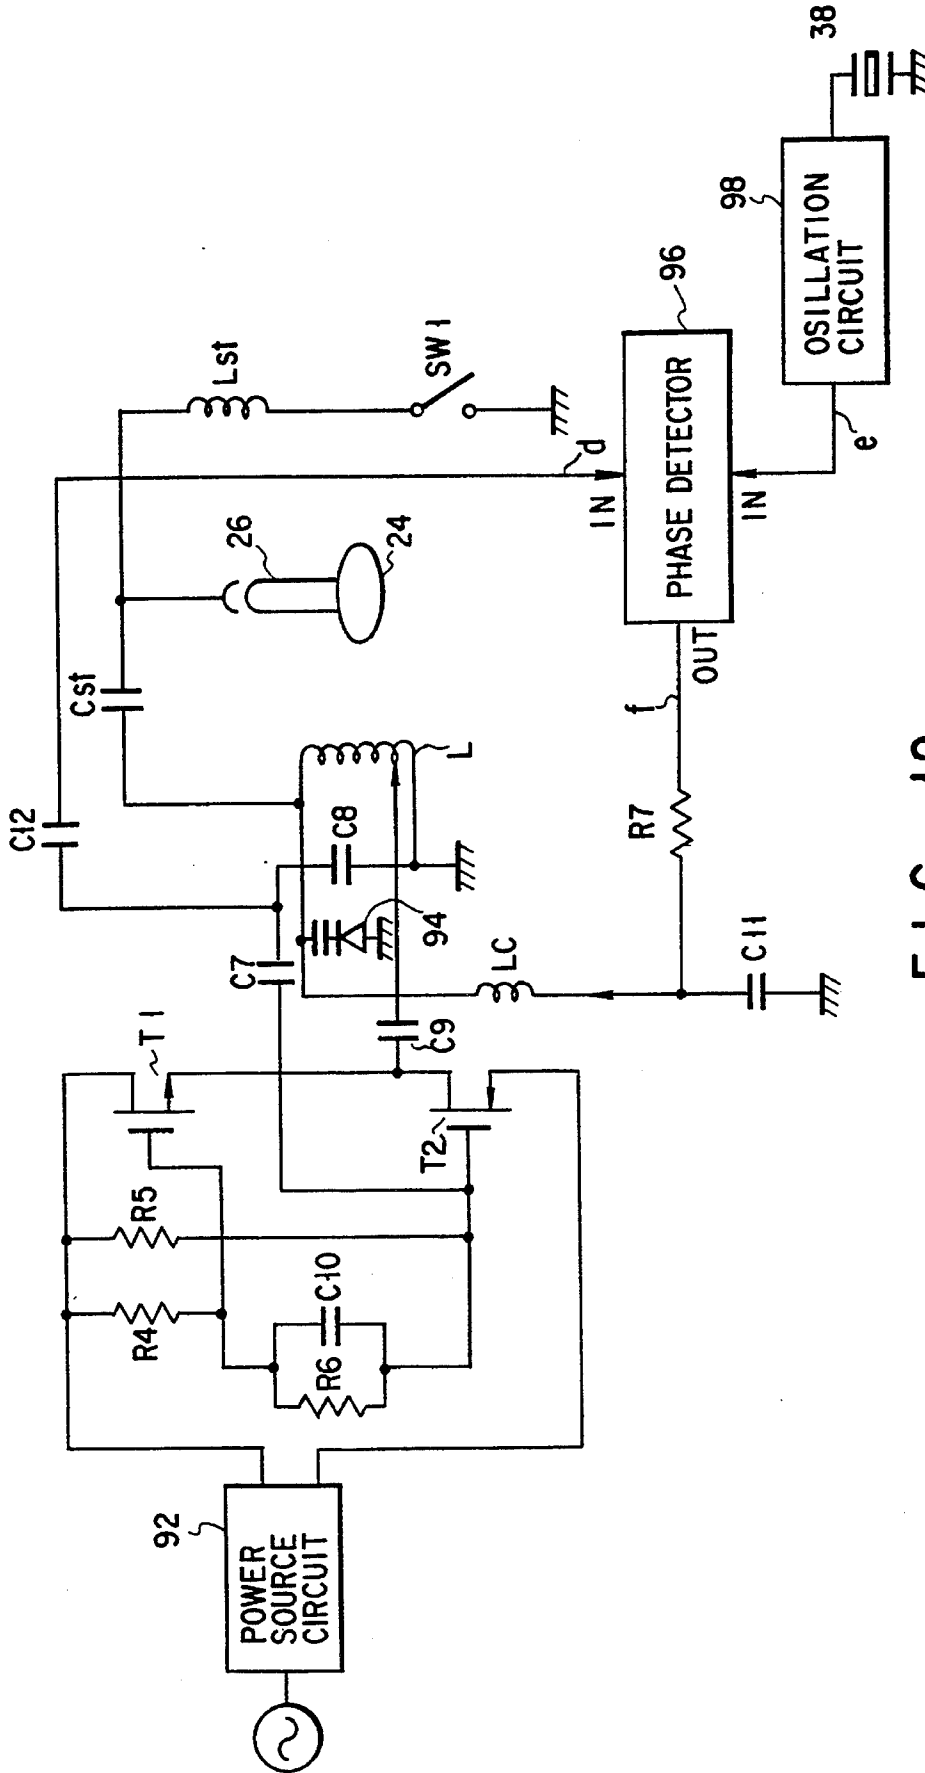 92
POWER
SOURCE
CIRCUIT
R4
R5
R6
C10
T1
T2
C7
C9
C12
C8
94
L
LC
C11
R7
Cst
26
24
Lst
SW1
d
IN
f
OUT
PHASE DETECTOR
96
IN
e
98
OSILLATION
CIRCUIT
38